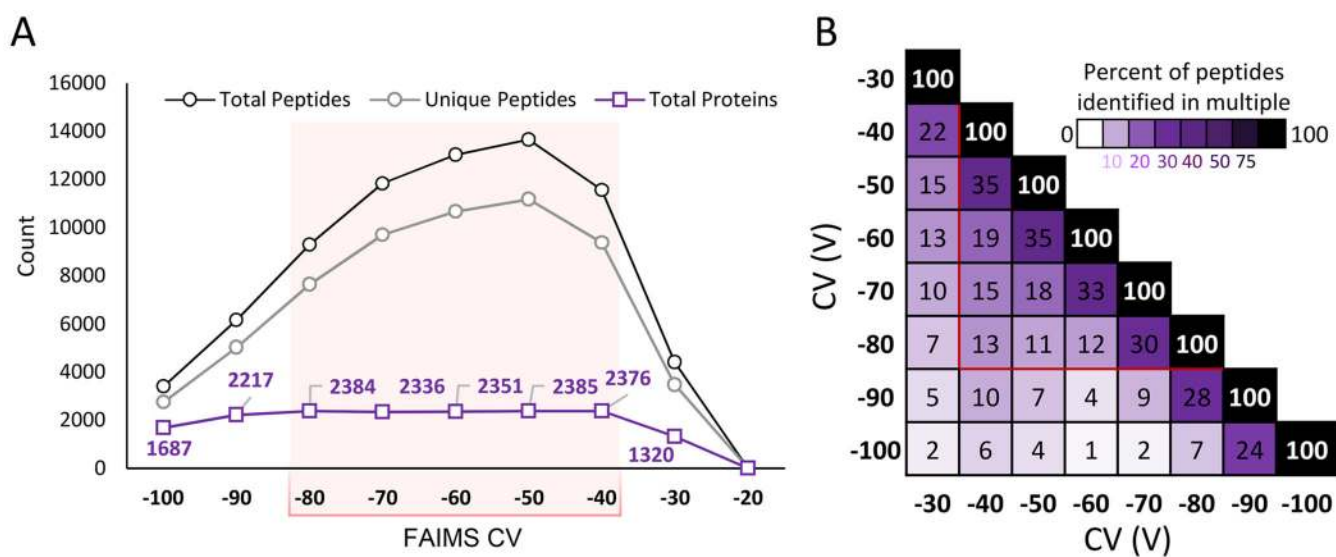 A
16000
14000
12000
10000
8000
6000
4000
2000
0
Count
Total Peptides
Unique Peptides
Total Proteins
1687
2217
2384
2336
2351
2385
2376
1320
-100 -90 -80 -70 -60 -50 -40 -30 -20
FAIMS CV
B
Percent of peptides
identified in multiple
0 100
10 20 30 40 50 75
CV (V)
-30 100
-40 22 100
-50 15 35 100
-60 13 19 35 100
-70 10 15 18 33 100
-80 7 13 11 12 30 100
-90 5 10 7 4 9 28 100
-100 2 6 4 1 2 7 24 100
-30 -40 -50 -60 -70 -80 -90 -100
CV (V)